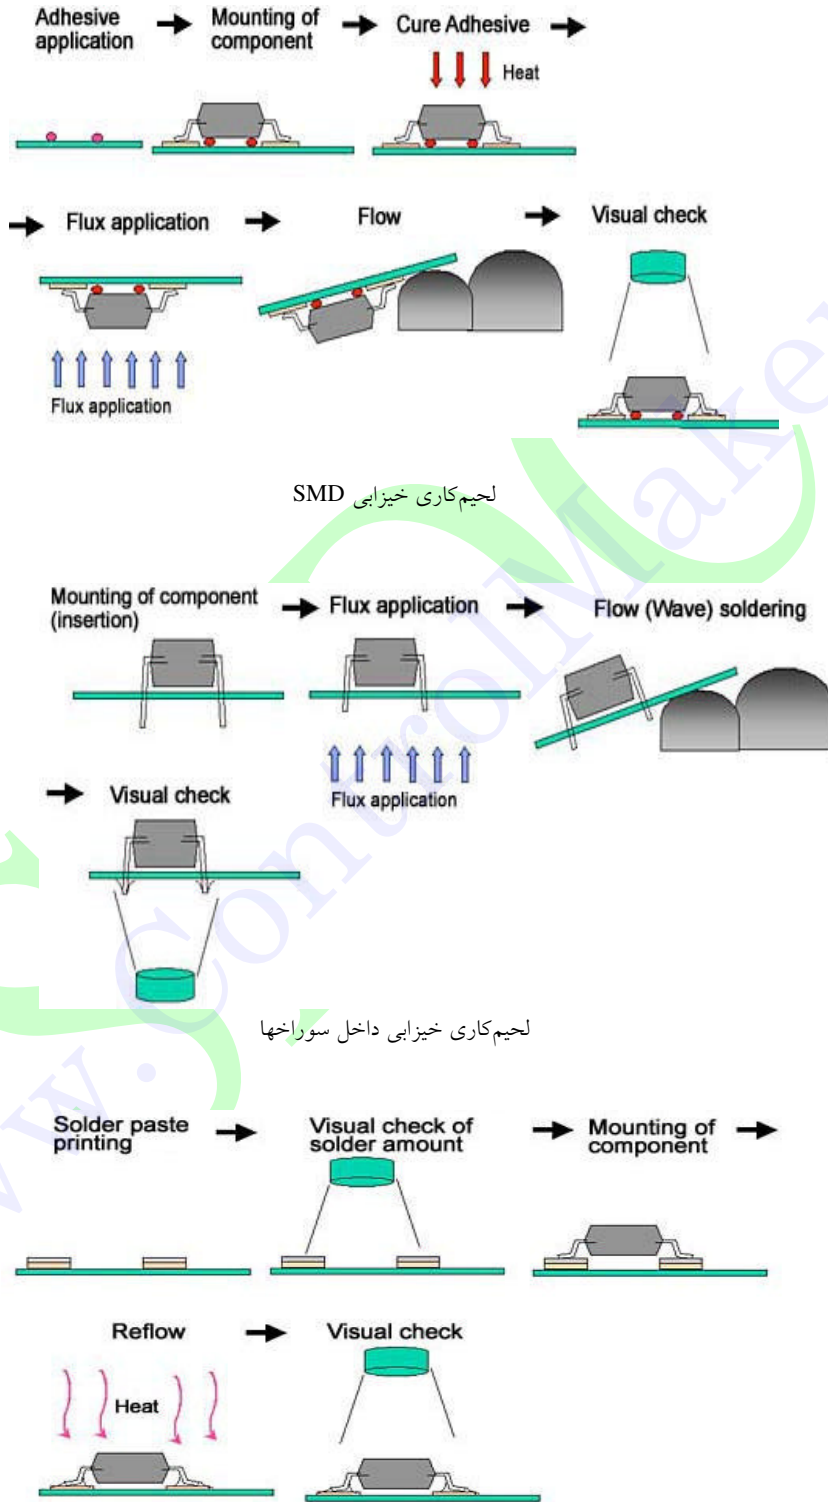 Adhesive application
Mounting of component
Cure Adhesive
Heat
Flux application
Flow
Visual check
Flux application
لحیم‌کاری خیزابی SMD
Mounting of component (insertion)
Flux application
Flow (Wave) soldering
Flux application
Visual check
لحیم‌کاری خیزابی داخل سوراخها
Solder paste printing
Visual check of solder amount
Mounting of component
Reflow
Visual check
Heat
www.ControlMaker